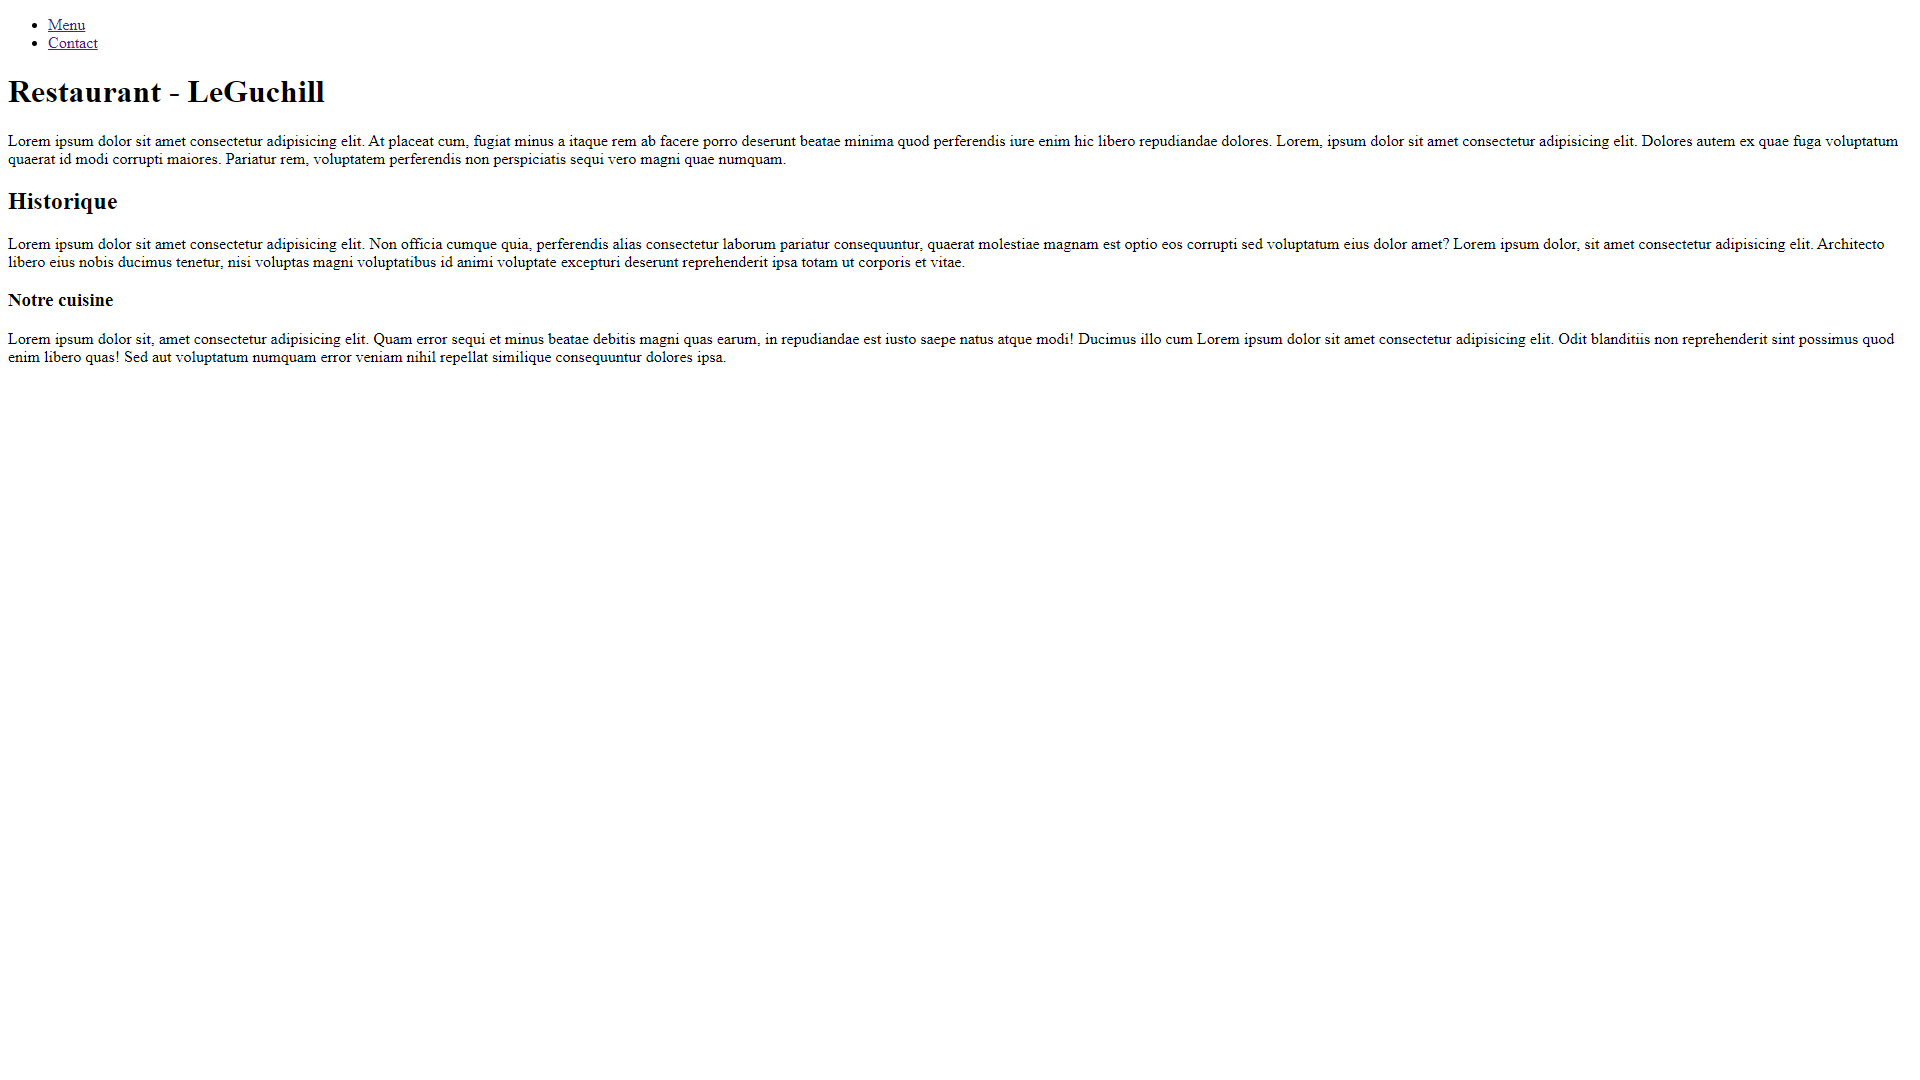 Menu
Contact
Restaurant - LeGuchill
Lorem ipsum dolor sit amet consectetur adipisicing elit. At placeat cum, fugiat minus a itaque rem ab facere porro deserunt beatae minima quod perferendis iure enim hic libero repudiandae dolores. Lorem, ipsum dolor sit amet consectetur adipisicing elit. Dolores autem ex quae fuga voluptatum
quaerat id modi corrupti maiores. Pariatur rem, voluptatem perferendis non perspiciatis sequi vero magni quae numquam.
Historique
Lorem ipsum dolor sit amet consectetur adipisicing elit. Non officia cumque quia, perferendis alias consectetur laborum pariatur consequuntur, quaerat molestiae magnam est optio eos corrupti sed voluptatum eius dolor amet? Lorem ipsum dolor, sit amet consectetur adipisicing elit. Architecto
libero eius nobis ducimus tenetur, nisi voluptas magni voluptatibus id animi voluptate excepturi deserunt reprehenderit ipsa totam ut corporis et vitae.
Notre cuisine
Lorem ipsum dolor sit, amet consectetur adipisicing elit. Quam error sequi et minus beatae debitis magni quas earum, in repudiandae est iusto saepe natus atque modi! Ducimus illo cum Lorem ipsum dolor sit amet consectetur adipisicing elit. Odit blanditiis non reprehenderit sint possimus quod
enim libero quas! Sed aut voluptatum numquam error veniam nihil repellat similique consequuntur dolores ipsa.